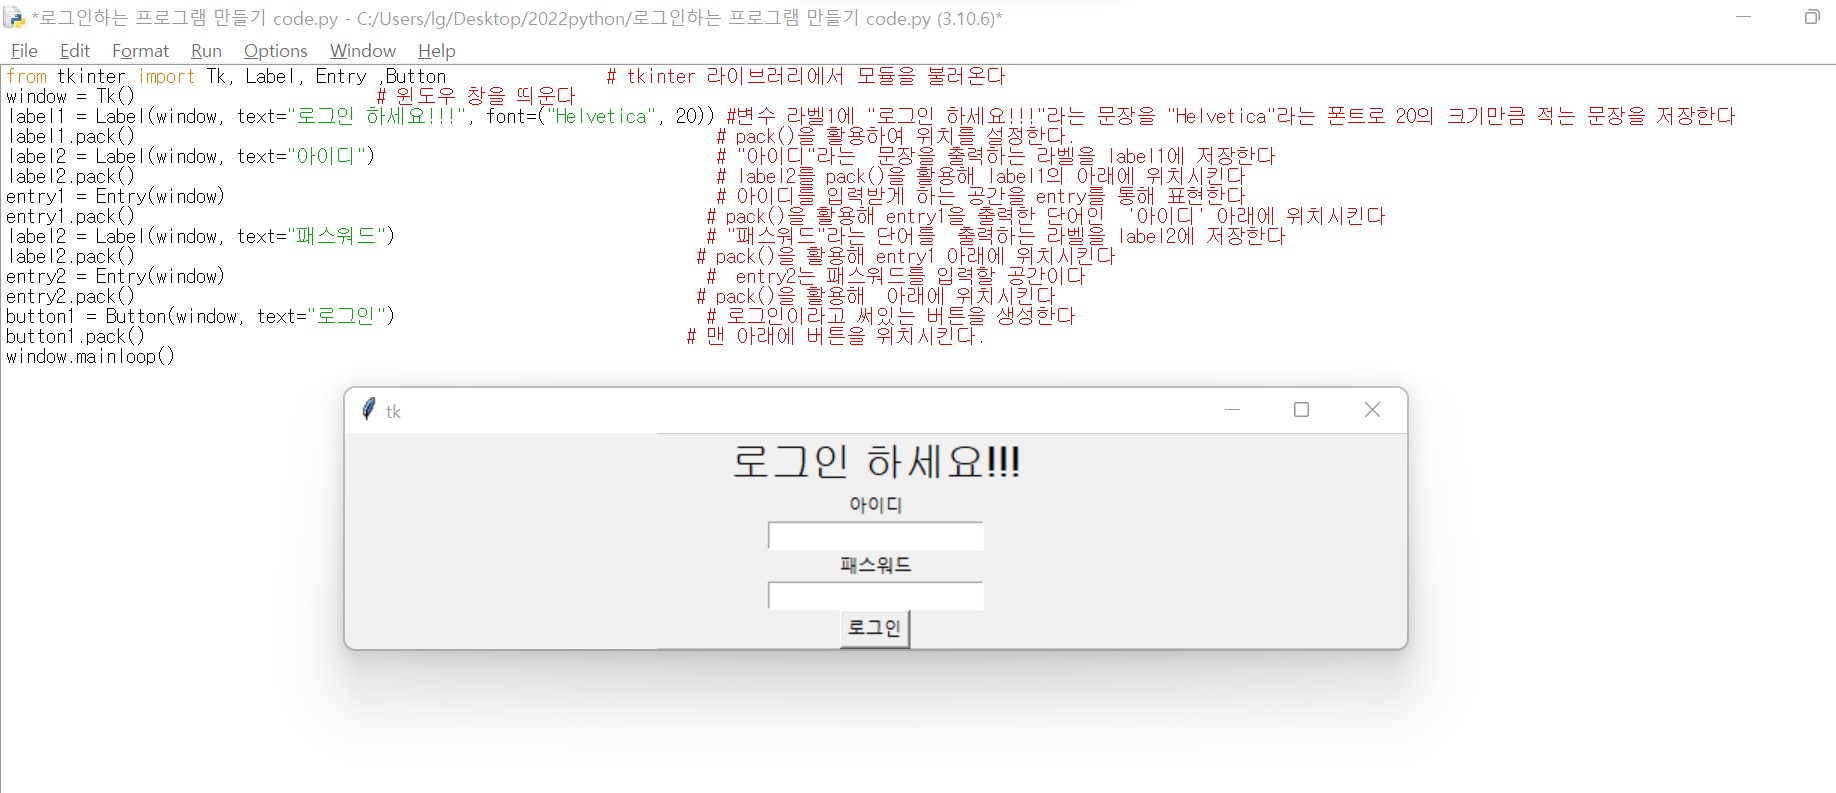 *로그인하는 프로그램 만들기 code.py - C:/Users/lg/Desktop/2022python/로그인하는 프로그램 만들기 code.py (3.10.6)*
File Edit Format Run Options Window Help
from tkinter import Tk, Label, Entry ,Button # tkinter 라이브러리에서 모듈을 불러온다
window = Tk() # 윈도우 창을 띄운다
label1 = Label(window, text="로그인 하세요!!!", font=("Helvetica", 20)) #변수 라벨1에 "로그인 하세요!!!"라는 문장을 "Helvetica"라는 폰트로 20의 크기만큼 적는 문장을 저장한다
label1.pack() # pack()을 활용하여 위치를 설정한다.
label2 = Label(window, text="아이디") # "아이디"라는  문장을 출력하는 라벨을 label1에 저장한다
label2.pack() # label2를 pack()을 활용해 label1의 아래에 위치시킨다
entry1 = Entry(window) # 아이디를 입력받게 하는 공간을 entry를 통해 표현한다
entry1.pack() # pack()을 활용해 entry1을 출력한 단어인  '아이디' 아래에 위치시킨다
label2 = Label(window, text="패스워드") # "패스워드"라는 단어를  출력하는 라벨을 label2에 저장한다
label2.pack() # pack()을 활용해 entry1 아래에 위치시킨다
entry2 = Entry(window) #  entry2는 패스워드를 입력할 공간이다
entry2.pack() # pack()을 활용해  아래에 위치시킨다
button1 = Button(window, text="로그인") # 로그인이라고 써있는 버튼을 생성한다
button1.pack() # 맨 아래에 버튼을 위치시킨다.
window.mainloop()
tk
로그인 하세요!!!
아이디
패스워드
로그인